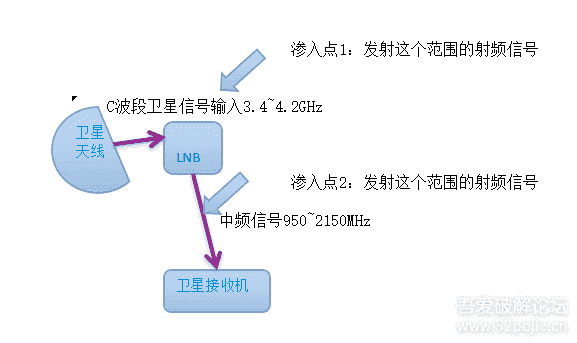 渗入点1：发射这个范围的射频信号
C波段卫星信号输入3.4~4.2GHz
卫星
天线
LNB
渗入点2：发射这个范围的射频信号
中频信号950~2150MHz
卫星接收机
吾爱破解论坛
www.52pojie.cn